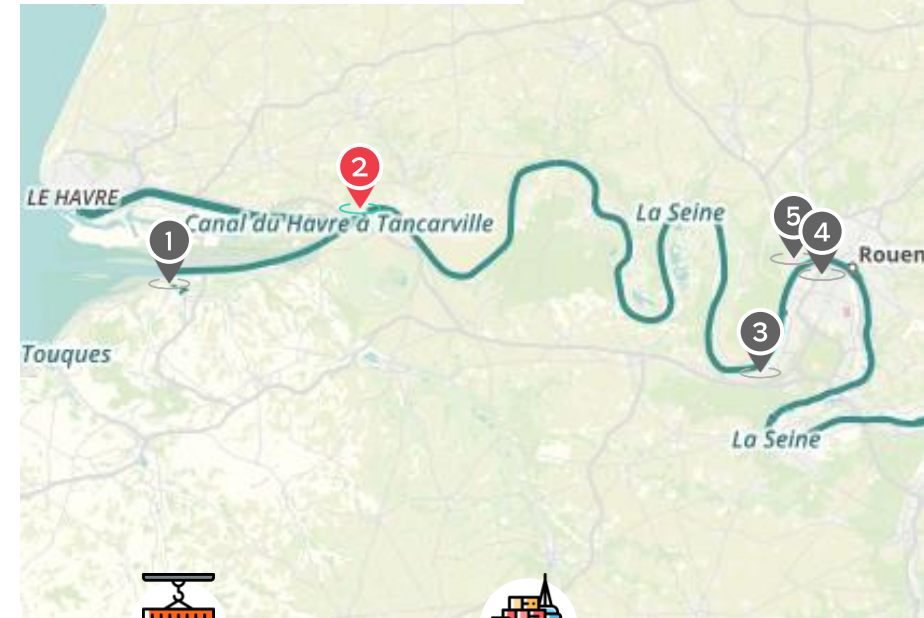 2
LE HAVRE
Canal du Havre à Tancarville
La Seine
5
4
1
Rouen
3
Touques
La Seine